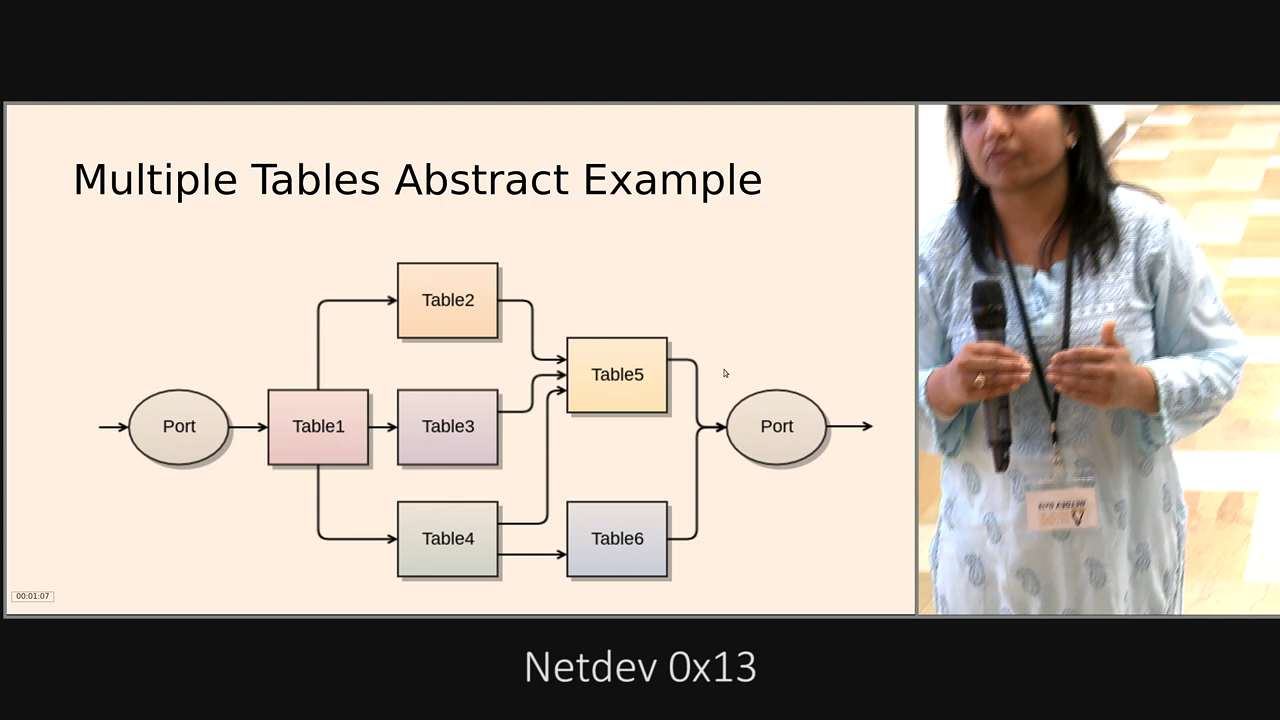 Multiple Tables Abstract Example
Table2
Table5
Port
Table1
Table3
Port
Table4
Table6
00:01:07
Netdev 0x13